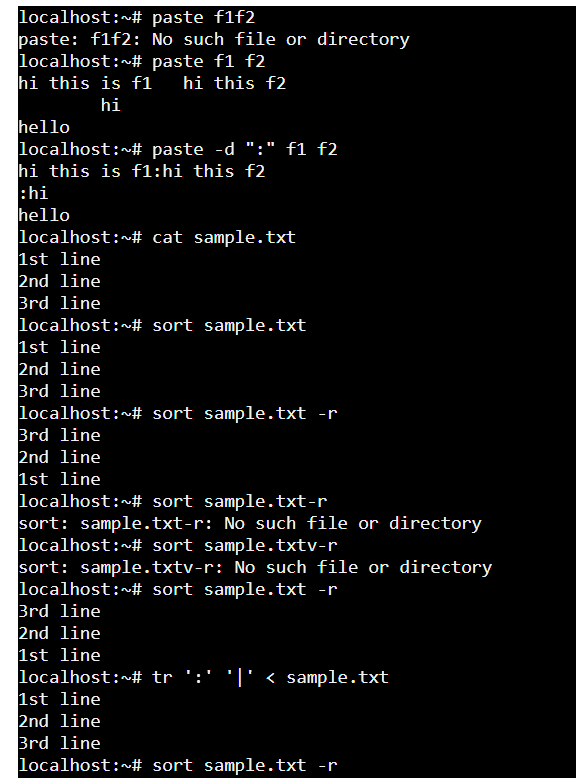 localhost:~# paste f1f2
paste: f1f2: No such file or directory
localhost:~# paste f1 f2
hi this is f1   hi this f2
        hi
hello
localhost:~# paste -d ":" f1 f2
hi this is f1:hi this f2
:hi
hello
localhost:~# cat sample.txt
1st line
2nd line
3rd line
localhost:~# sort sample.txt
1st line
2nd line
3rd line
localhost:~# sort sample.txt -r
3rd line
2nd line
1st line
localhost:~# sort sample.txt-r
sort: sample.txt-r: No such file or directory
localhost:~# sort sample.txtv-r
sort: sample.txtv-r: No such file or directory
localhost:~# sort sample.txt -r
3rd line
2nd line
1st line
localhost:~# tr ':' '|' < sample.txt
1st line
2nd line
3rd line
localhost:~# sort sample.txt -r